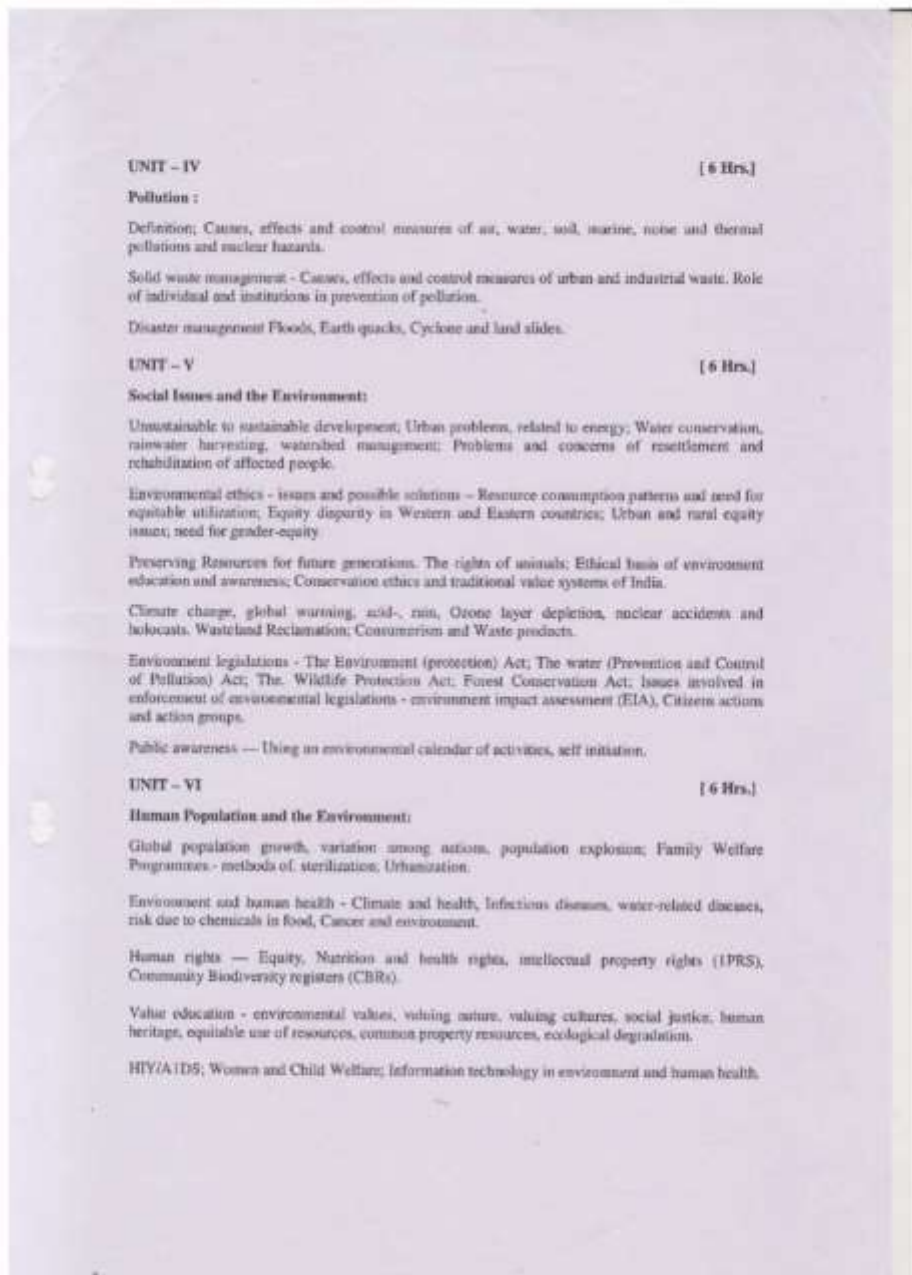 UNIT – IV [ 6 Hrs.]
Pollution :
Definition; Causes, effects and control measures of air, water, soil, marine, noise and thermal
pollutions and nuclear hazards.
Solid waste management - Causes, effects and control measures of urban and industrial waste. Role
of individual and institutions in prevention of pollution.
Disaster management Floods, Earth quacks, Cyclone and land slides.
UNIT – V [ 6 Hrs.]
Social Issues and the Environment:
Unsustainable to sustainable development; Urban problems, related to energy; Water conservation,
rainwater harvesting, watershed management; Problems and concerns of resettlement and
rehabilitation of affected people.
Environmental ethics - issues and possible solutions – Resource consumption patterns and need for
equitable utilization; Equity disparity in Western and Eastern countries; Urban and rural equity
issues; need for gender-equity.
Preserving Resources for future generations. The rights of animals; Ethical basis of environment
education and awareness; Conservation ethics and traditional value systems of India.
Climate change, global warming, acid-, rain, Ozone layer depletion, nuclear accidents and
holocasts. Wasteland Reclamation; Consumerism and Waste products.
Environment legislations - The Environment (protection) Act; The water (Prevention and Control
of Pollution) Act; The. Wildlife Protection Act; Forest Conservation Act; Issues involved in
enforcement of environmental legislations - environment impact assessment (EIA), Citizens actions
and action groups.
Public awareness — Using an environmental calendar of activities, self initiation.
UNIT – VI [ 6 Hrs.]
Human Population and the Environment:
Global population growth, variation among nations, population explosion; Family Welfare
Programmes - methods of. sterilization; Urbanization.
Environment and human health - Climate and health, Infectious diseases, water-related diseases,
risk due to chemicals in food, Cancer and environment.
Human rights — Equity, Nutrition and health rights, intellectual property rights (1PRS),
Community Biodiversity registers (CBRs).
Value education - environmental values, valuing nature, valuing cultures, social justice, human
heritage, equitable use of resources, common property resources, ecological degradation.
HIY/A1DS; Women and Child Welfare; Information technology in environment and human health.